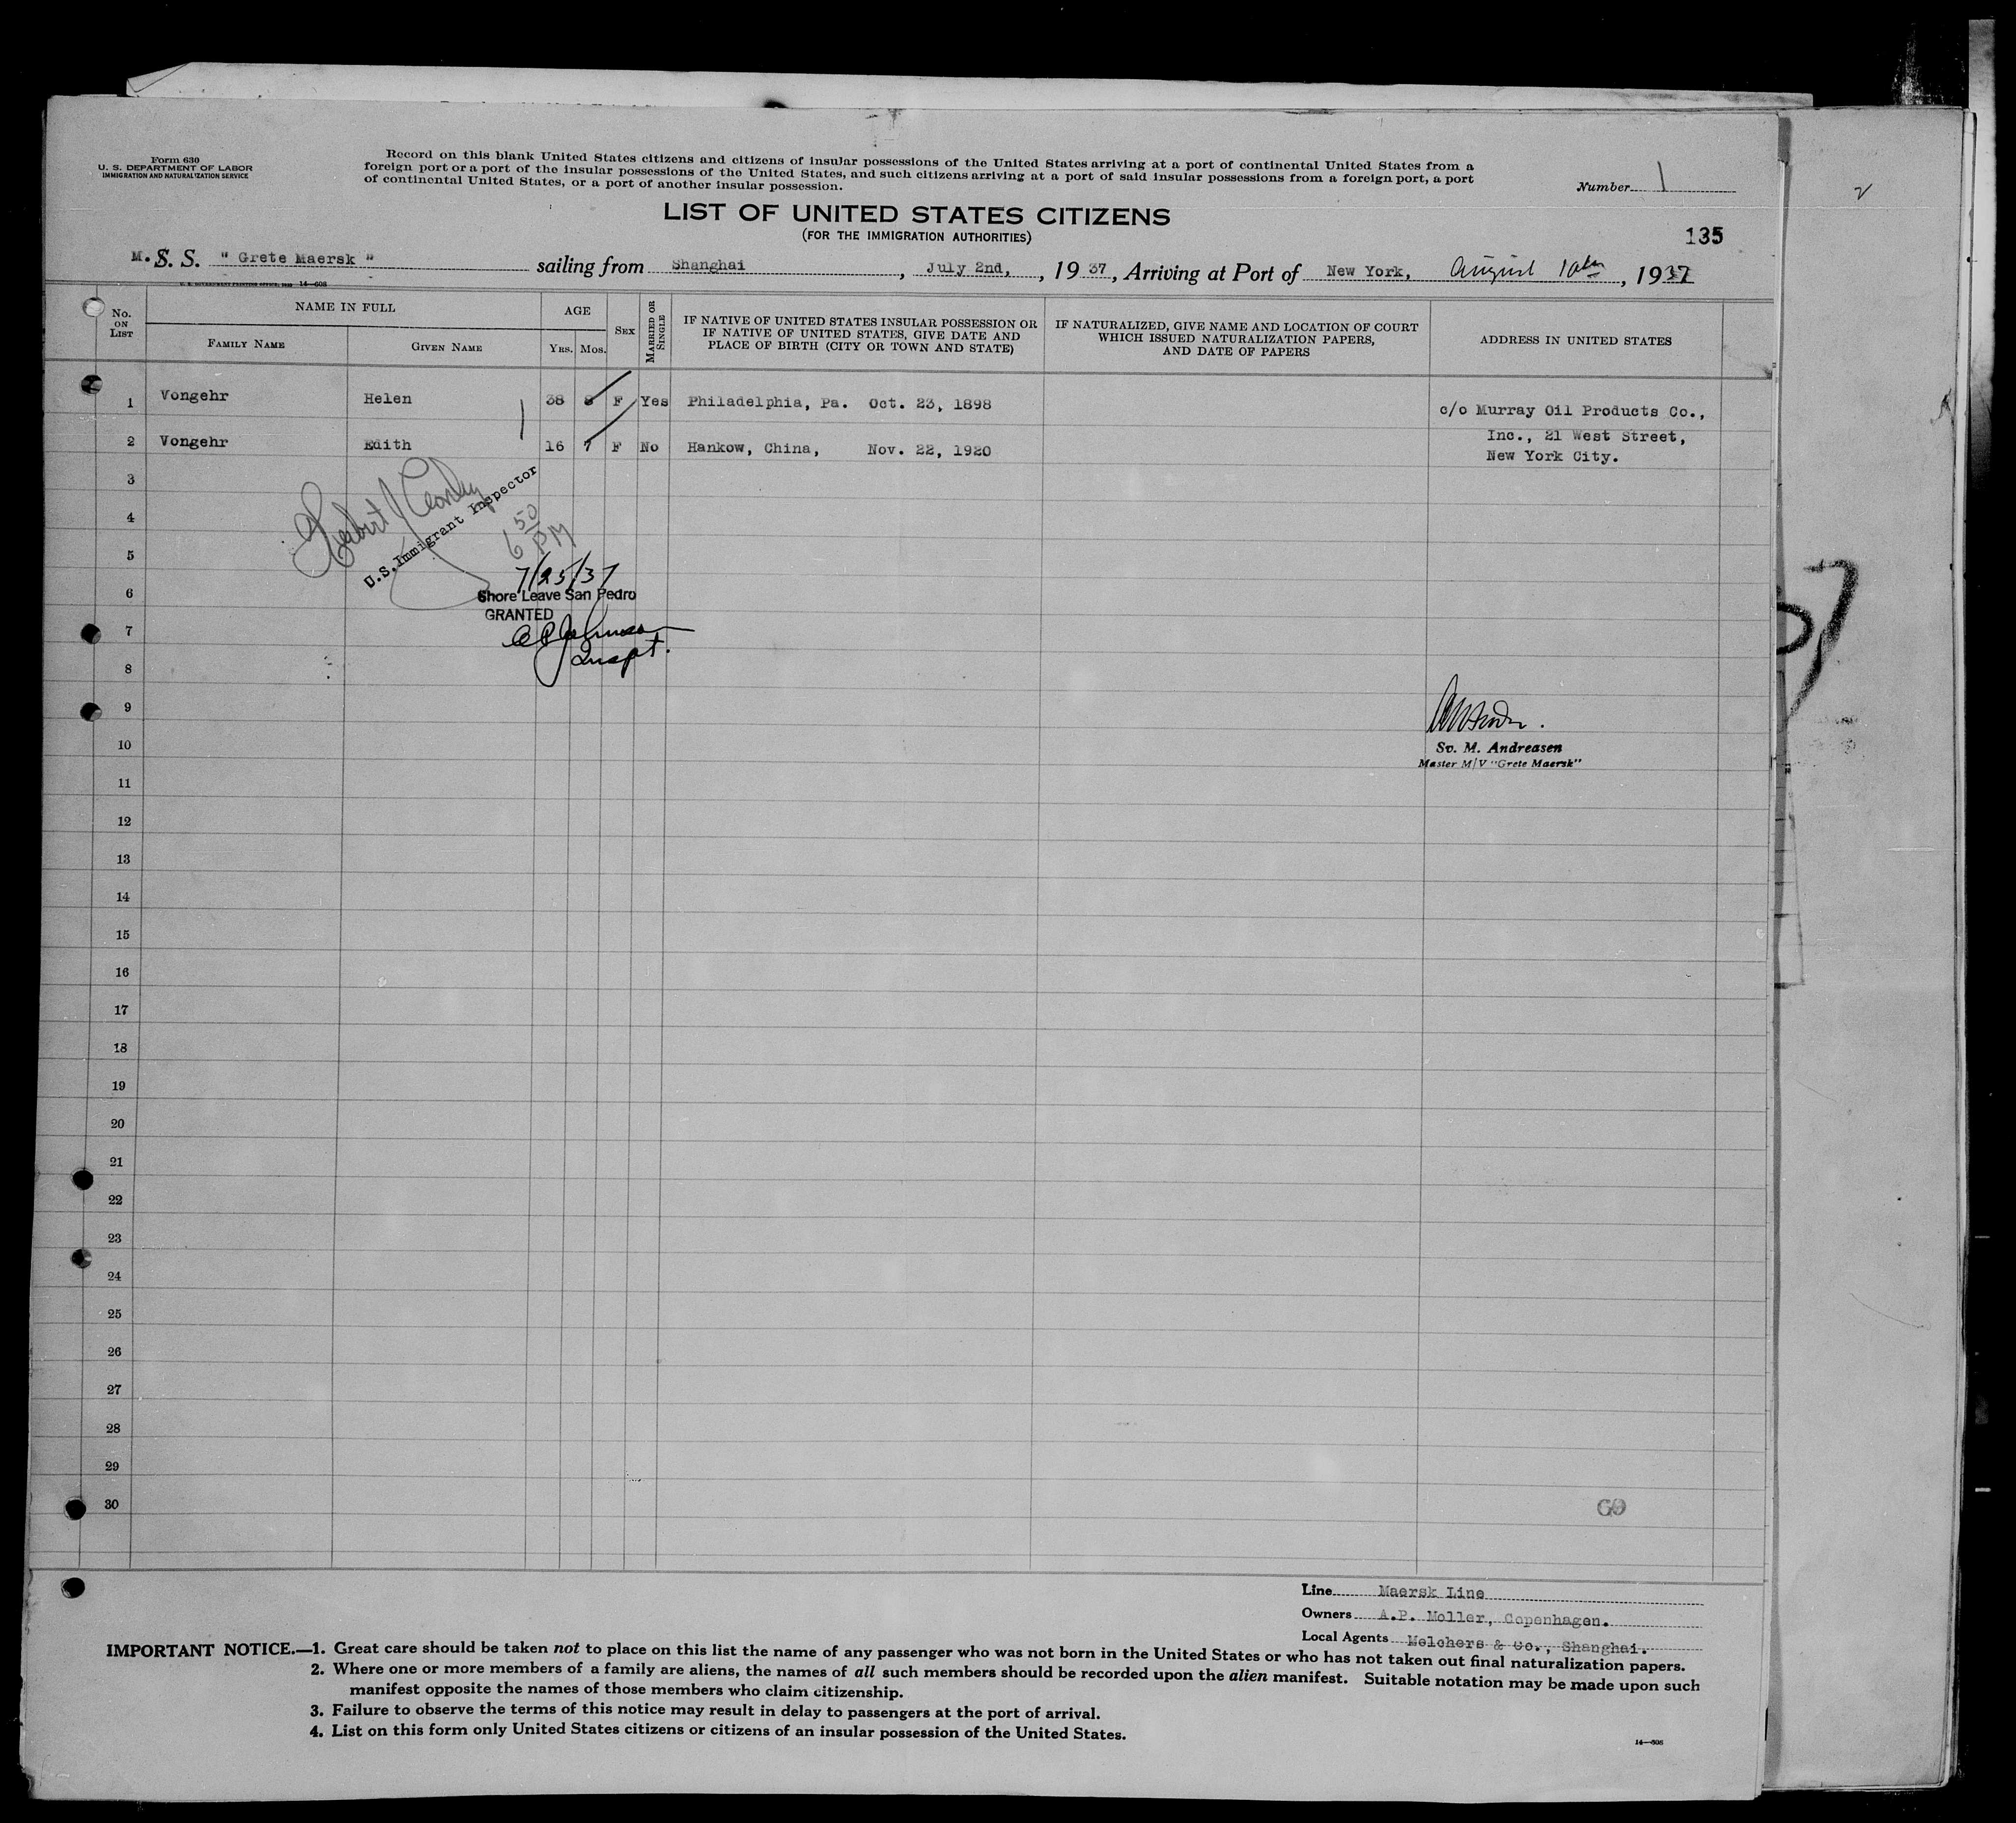 Form 630
U. S. DEPARTMENT OF LABOR
IMMIGRATION AND NATURALIZATION SERVICE
Record on this blank United States citizens and citizens of insular possessions of the United States arriving at a port of continental United States from a
foreign port or a port of the insular possessions of the United States, and such citizens arriving at a port of said insular possessions from a foreign port, a port
of continental United States, or a port of another insular possession.
Number 1
2
LIST OF UNITED STATES CITIZENS
(FOR THE IMMIGRATION AUTHORITIES)
135
M. S. S. " Grete Maersk " sailing from Shanghai, July 2nd, , 1937, Arriving at Port of New York, August 10th, 1937
U. S. GOVERNMENT PRINTING OFFICE: 14-608
No. ON LIST
NAME IN FULL
FAMILY NAME
GIVEN NAME
AGE
YRS. MOS.
SEX
MARRIED OR SINGLE
IF NATIVE OF UNITED STATES INSULAR POSSESSION OR
IF NATIVE OF UNITED STATES, GIVE DATE AND
PLACE OF BIRTH (CITY OR TOWN AND STATE)
IF NATURALIZED, GIVE NAME AND LOCATION OF COURT
WHICH ISSUED NATURALIZATION PAPERS,
AND DATE OF PAPERS
ADDRESS IN UNITED STATES
1 Vongehr Helen 38 8 F Yes Philadelphia, Pa. Oct. 23, 1898
c/o Murray Oil Products Co.,
Inc., 21 West Street,
New York City.
2 Vongehr Edith 16 7 F No Hankow, China, Nov. 22, 1920
3
4
5
6
7
8
9
10
11
12
13
14
15
16
17
18
19
20
21
22
23
24
25
26
27
28
29
30
U.S. Immigrant Inspector
6 50 PM
7/25/37
Shore Leave San Pedro
GRANTED
Inspt.
Sv. M. Andreasen
Master M/V "Grete Maersk"
Line Maersk Line
Owners A.P. Moller, Copenhagen.
Local Agents Melchers & Co., Shanghai.
IMPORTANT NOTICE.—1. Great care should be taken not to place on this list the name of any passenger who was not born in the United States or who has not taken out final naturalization papers.
2. Where one or more members of a family are aliens, the names of all such members should be recorded upon the alien manifest. Suitable notation may be made upon such
manifest opposite the names of those members who claim citizenship.
3. Failure to observe the terms of this notice may result in delay to passengers at the port of arrival.
4. List on this form only United States citizens or citizens of an insular possession of the United States.
14-608